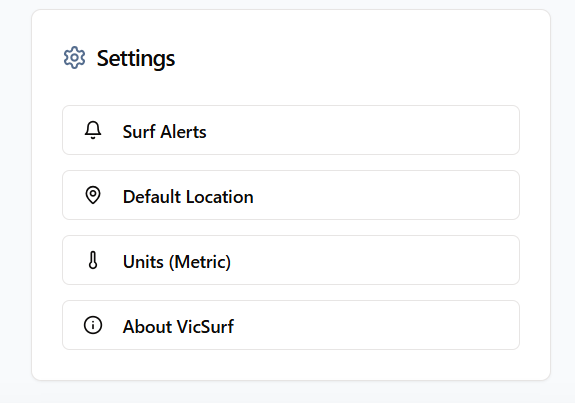 Settings
Surf Alerts
Default Location
Units (Metric)
About VicSurf